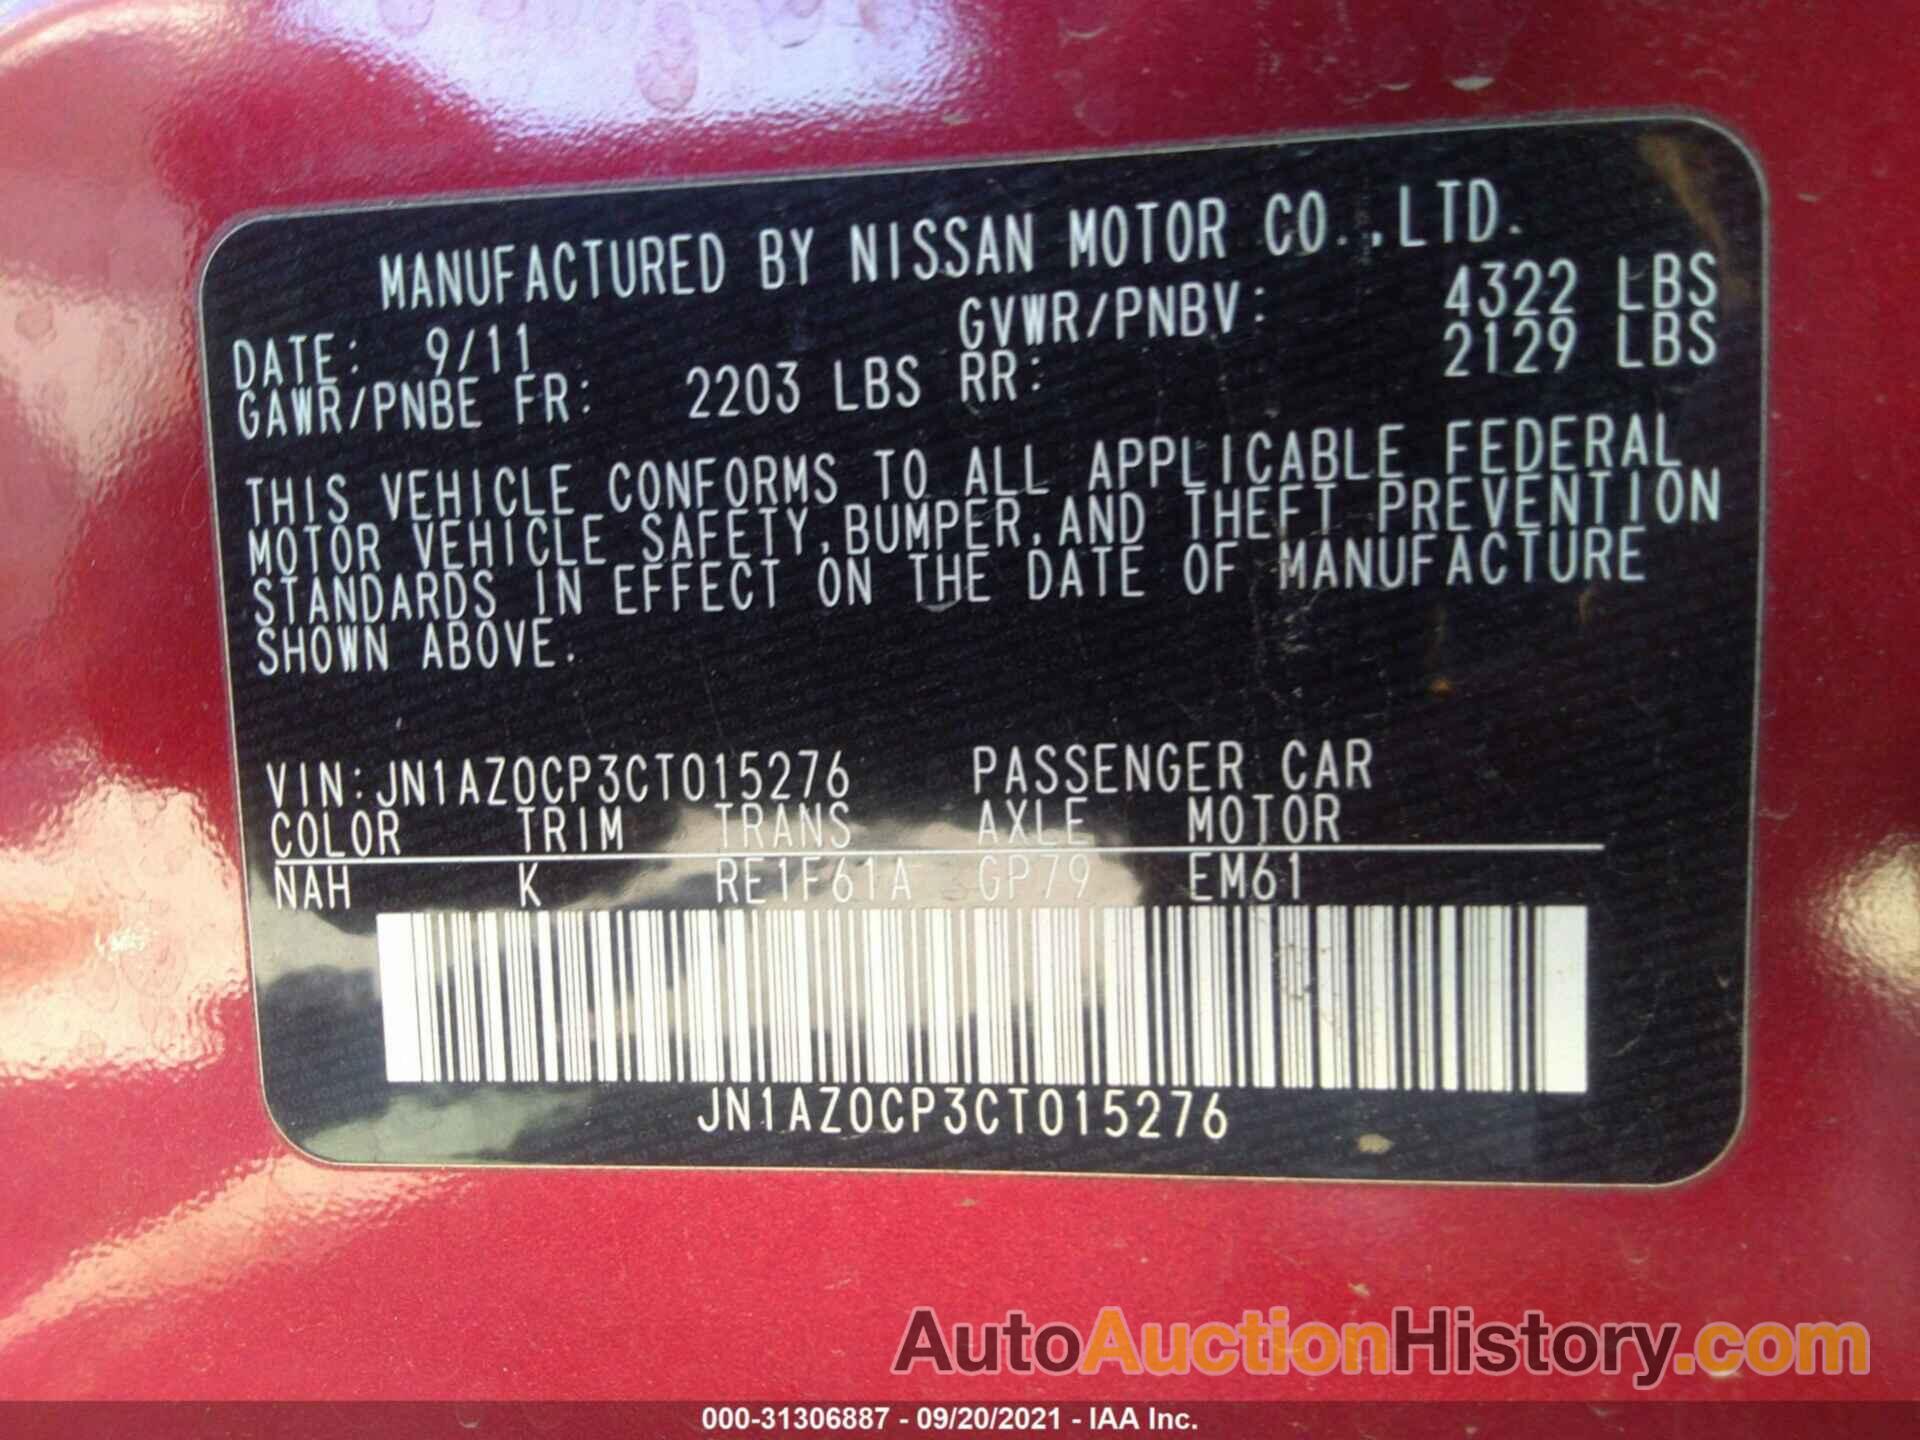 MANUFACTURED BY NISSAN MOTOR CO.,LTD.
DATE: 9/11 GVWR/PNBV: 4322 LBS
GAWR/PNBE FR: 2203 LBS RR: 2129 LBS
THIS VEHICLE CONFORMS TO ALL APPLICABLE FEDERAL
MOTOR VEHICLE SAFETY,BUMPER,AND THEFT PREVENTION
STANDARDS IN EFFECT ON THE DATE OF MANUFACTURE
SHOWN ABOVE.
VIN:JN1AZ0CP3CT015276 PASSENGER CAR
COLOR TRIM TRANS AXLE MOTOR
NAH K RE1F61A GP79 EM61
JN1AZ0CP3CT015276
AutoAuctionHistory.com
000-31306887 - 09/20/2021 - IAA Inc.